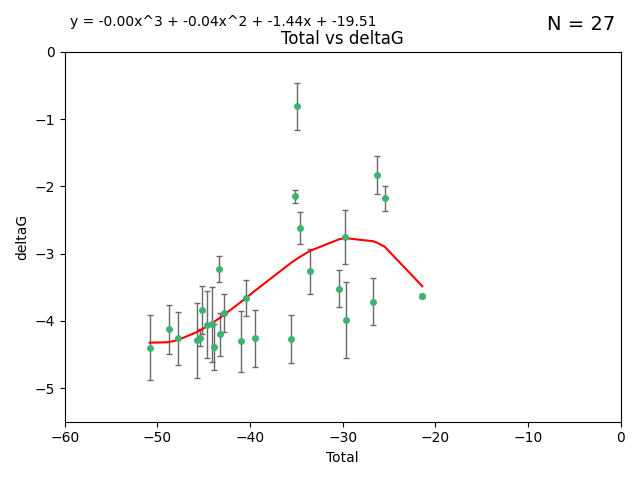 y = -0.00x^3 + -0.04x^2 + -1.44x + -19.51
N = 27
Total vs deltaG
0
−1
−2
−3
−4
−5
deltaG
−60 −50 −40 −30 −20 −10 0
Total